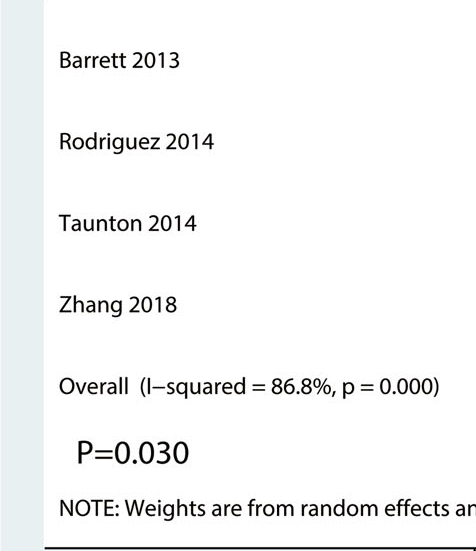 Barrett 2013
Rodriguez 2014
Taunton 2014
Zhang 2018
Overall (I−squared = 86.8%, p = 0.000)
P=0.030
NOTE: Weights are from random effects